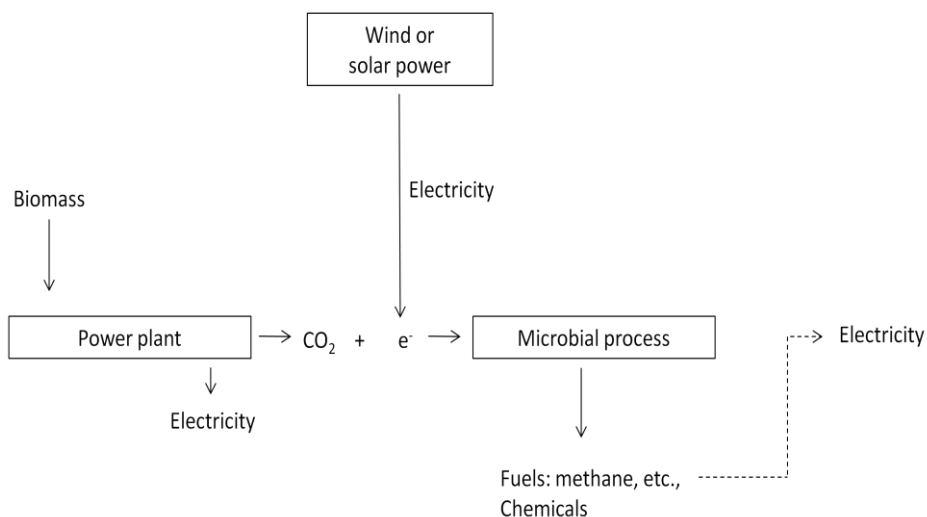 Wind or
solar power
Electricity
Biomass
Power plant
CO₂ + e⁻
Microbial process
Electricity
Electricity
Fuels: methane, etc.,
Chemicals